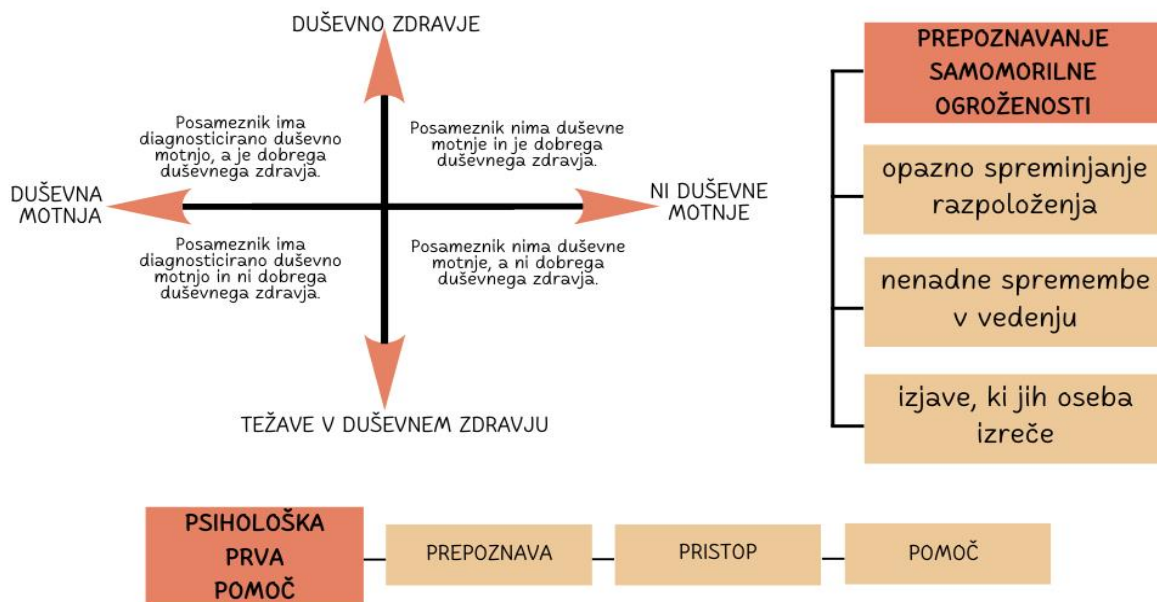 DUŠEVNO ZDRAVJE
Posameznik ima
diagnosticirano duševno
motnjo, a je dobrega
duševnega zdravja.
Posameznik nima duševne
motnje in je dobrega
duševnega zdravja.
DUŠEVNA
MOTNJA
NI DUŠEVNE
MOTNJE
Posameznik ima
diagnosticirano duševno
motnjo in ni dobrega
duševnega zdravja.
Posameznik nima duševne
motnje, a ni dobrega
duševnega zdravja.
TEŽAVE V DUŠEVNEM ZDRAVJU
PREPOZNAVANJE
SAMOMORILNE
OGROŽENOSTI
opazno spreminjanje
razpoloženja
nenadne spremembe
v vedenju
izjave, ki jih oseba
izreče
PSIHOLOŠKA
PRVA
POMOČ
PREPOZNAVA
PRISTOP
POMOČ